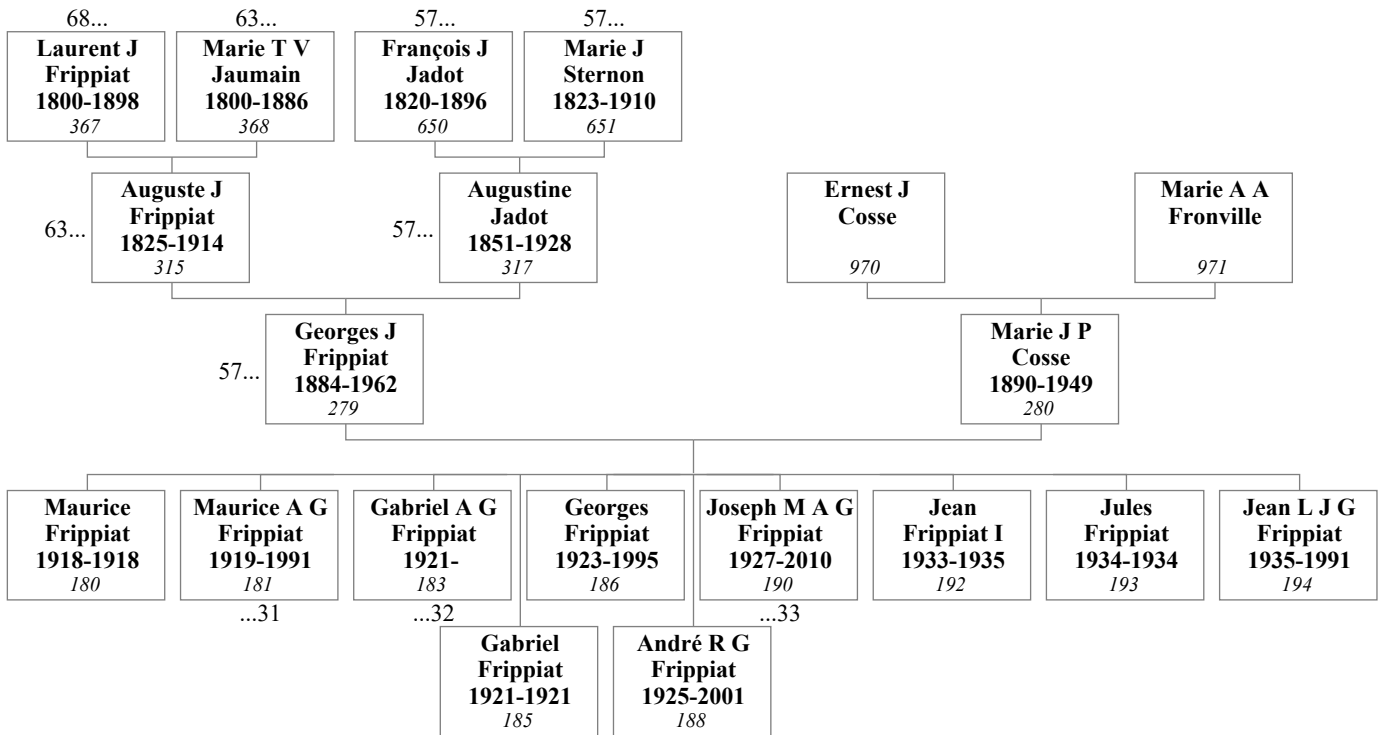 68... 63... 57... 57...
Laurent J
Frippiat
1800-1898
367
Marie T V
Jaumain
1800-1886
368
François J
Jadot
1820-1896
650
Marie J
Sternon
1823-1910
651
63...
Auguste J
Frippiat
1825-1914
315
57...
Augustine
Jadot
1851-1928
317
Ernest J
Cosse
970
Marie A A
Fronville
971
57...
Georges J
Frippiat
1884-1962
279
Marie J P
Cosse
1890-1949
280
Maurice
Frippiat
1918-1918
180
Maurice A G
Frippiat
1919-1991
181
...31
Gabriel A G
Frippiat
1921-
183
...32
Georges
Frippiat
1923-1995
186
Joseph M A G
Frippiat
1927-2010
190
...33
Jean
Frippiat I
1933-1935
192
Jules
Frippiat
1934-1934
193
Jean L J G
Frippiat
1935-1991
194
Gabriel
Frippiat
1921-1921
185
André R G
Frippiat
1925-2001
188